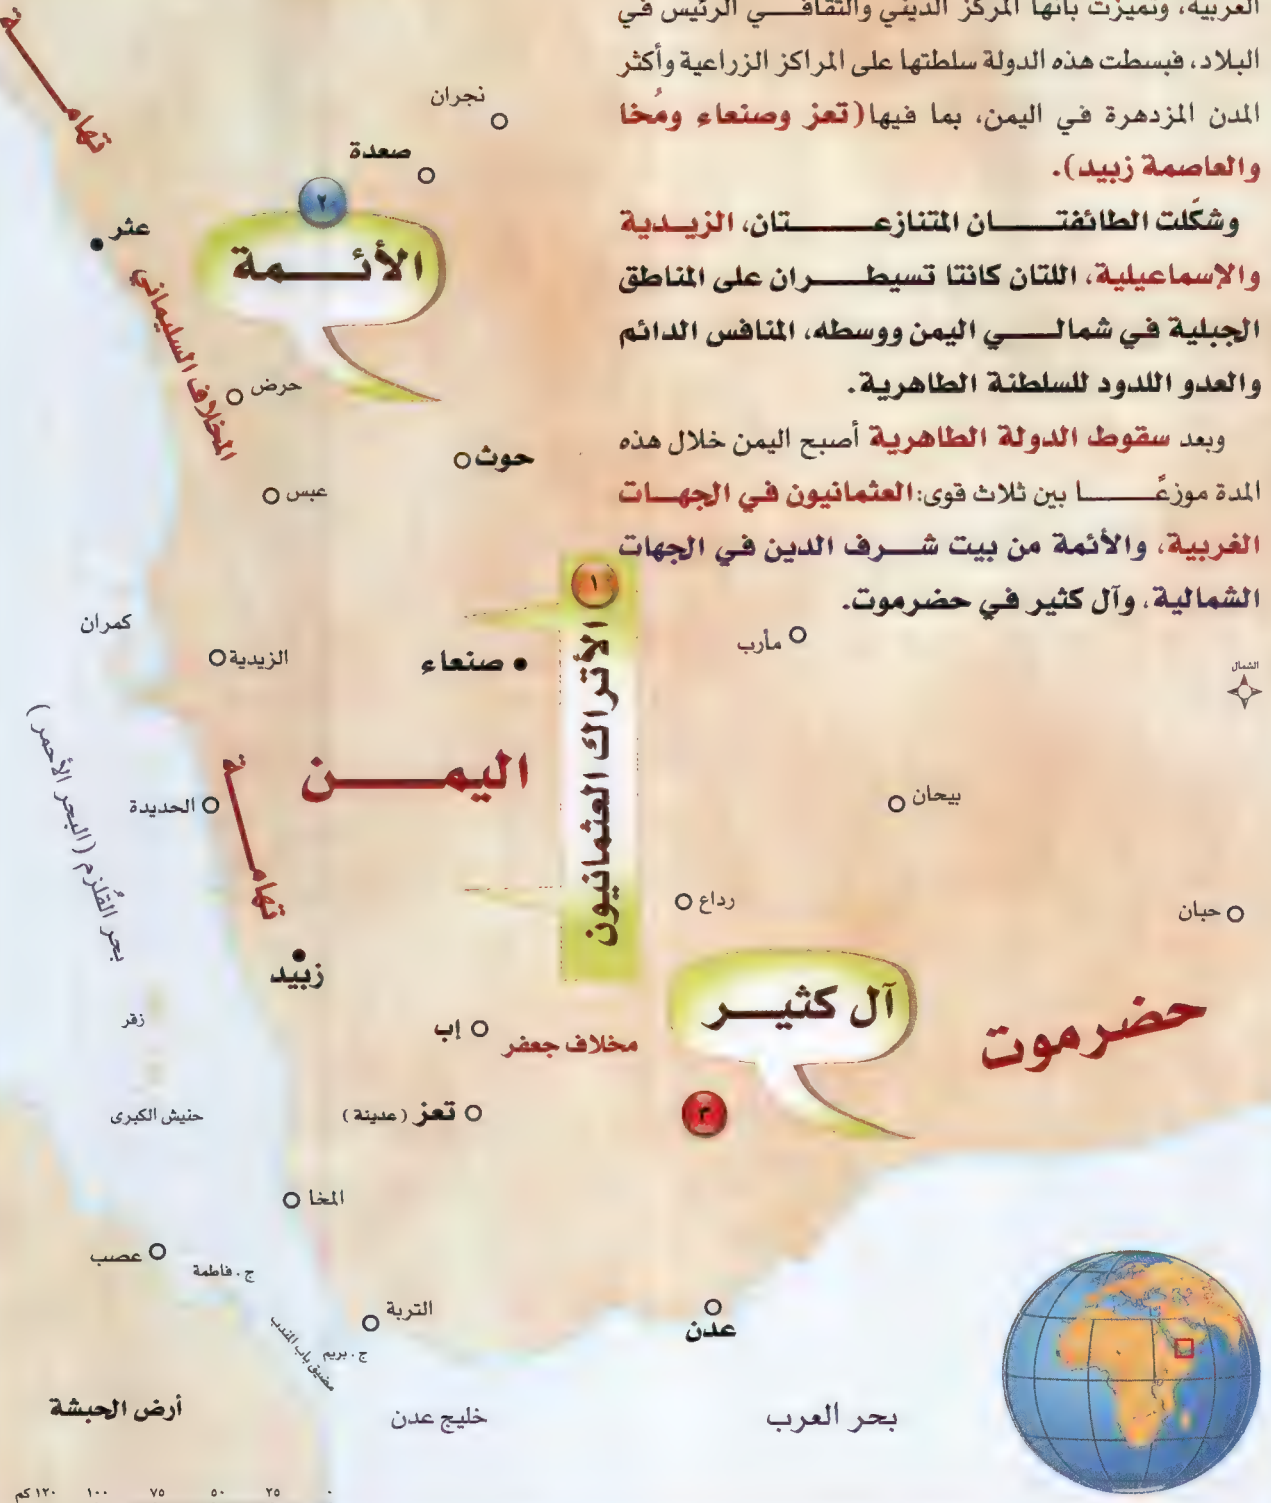 العربية، وتميزت بأنها المركز الديني والثقافي الرئيس في
البلاد، فبسطت هذه الدولة سلطتها على المراكز الزراعية وأكثر
المدن المزدهرة في اليمن، بما فيها (تعز وصنعاء ومُخا
والعاصمة زبيد).
وشكَّلت الطائفتان المتنازعتان، الزيدية
والإسماعيلية، اللتان كانتا تسيطران على المناطق
الجبلية في شمالي اليمن ووسطه، المنافس الدائم
والعدو اللدود للسلطنة الطاهرية.
وبعد سقوط الدولة الطاهرية أصبح اليمن خلال هذه
المدة موزعًا بين ثلاث قوى: العثمانيون في الجهات
الغربية، والأئمة من بيت شرف الدين في الجهات
الشمالية، وآل كثير في حضرموت.
تهامة
نجران
صعدة
٢
الأئمة
عثر
المخلاف السليماني
حرض
حوث
عبس
١
الأتراك العثمانيون
كمران
الزيدية
صنعاء
مأرب
الشمال
بحر القُلزم (البحر الأحمر)
اليمن
الحديدة
تهامة
بيحان
رداع
حبان
زبيد
آل كثير
٣
حضرموت
زقر
إب
مخلاف جعفر
حنيش الكبرى
تعز (عدينة)
المخا
عصب
ج. فاطمة
التربة
ج. بريم
مضيق باب المندب
عدن
أرض الحبشة
خليج عدن
بحر العرب
٠ ٢٥ ٥٠ ٧٥ ١٠٠ ١٢٠ كم